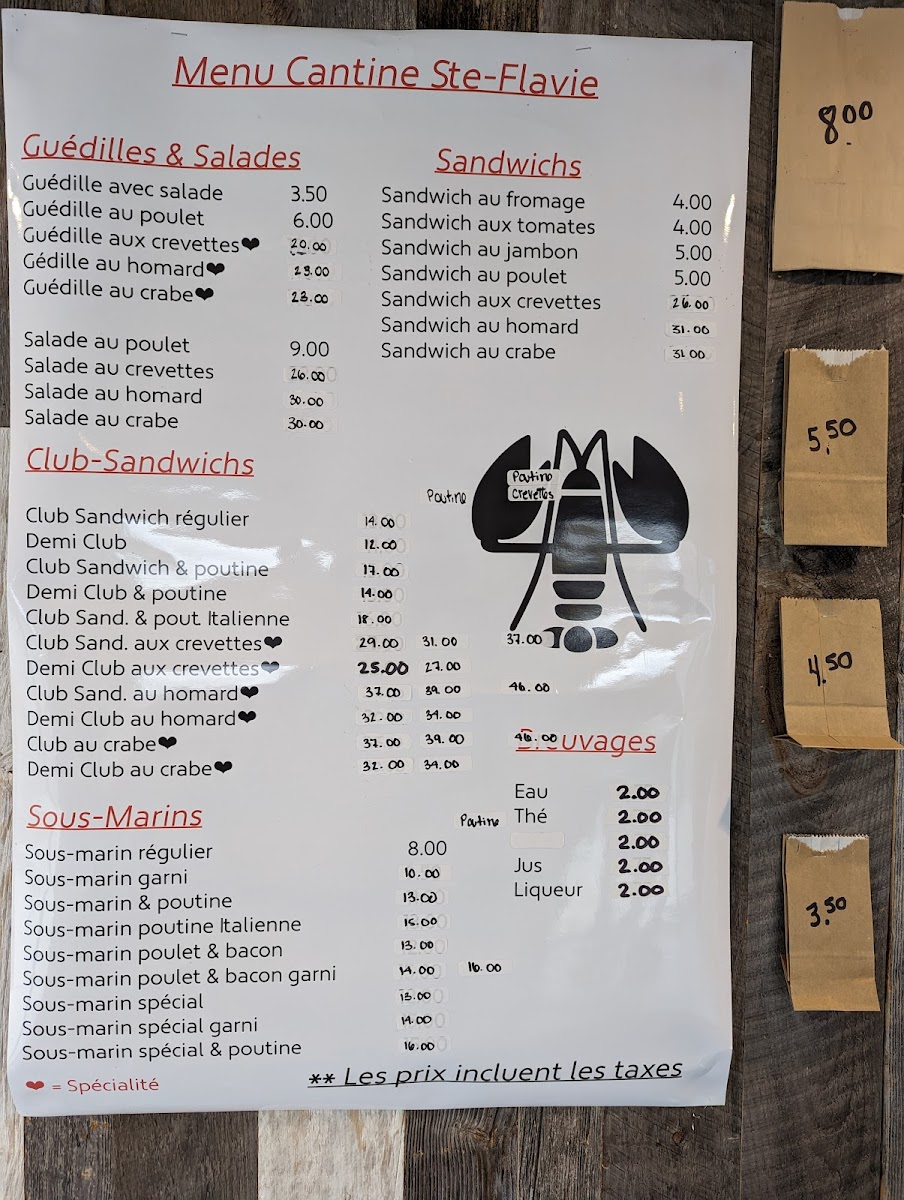 Menu Cantine Ste-Flavie
Guédilles & Salades
Guédille avec salade 3.50
Guédille au poulet 6.00
Guédille aux crevettes❤ 20.00
Gédille au homard❤
Guédille au crabe❤ 23.00
Salade au poulet 9.00
Salade au crevettes 26.00
Salade au homard 30.00
Salade au crabe 30.00
Sandwichs
Sandwich au fromage 4.00
Sandwich aux tomates 4.00
Sandwich au jambon 5.00
Sandwich au poulet 5.00
Sandwich aux crevettes 26.00
Sandwich au homard 31.00
Sandwich au crabe 31.00
Club-Sandwichs
Poutine Poutine
Crevettes
Club Sandwich régulier 14.00
Demi Club 12.00
Club Sandwich & poutine 17.00
Demi Club & poutine 14.00
Club Sand. & pout. Italienne 18.00
Club Sand. aux crevettes❤ 29.00 31.00 37.00
Demi Club aux crevettes❤ 25.00 27.00
Club Sand. au homard❤ 37.00 39.00 46.00
Demi Club au homard❤ 32.00 34.00
Club au crabe❤ 37.00 39.00 46.00
Demi Club au crabe❤ 32.00 34.00
Breuvages
Eau 2.00
Thé 2.00
2.00
Jus 2.00
Liqueur 2.00
Sous-Marins
Poutine
Sous-marin régulier 8.00
Sous-marin garni 10.00
Sous-marin & poutine 13.00
Sous-marin poutine Italienne 15.00
Sous-marin poulet & bacon 13.00
Sous-marin poulet & bacon garni 14.00 16.00
Sous-marin spécial 13.00
Sous-marin spécial garni 14.00
Sous-marin spécial & poutine 16.00
❤ = Spécialité
** Les prix incluent les taxes
8.00
5.50
4.50
3.50